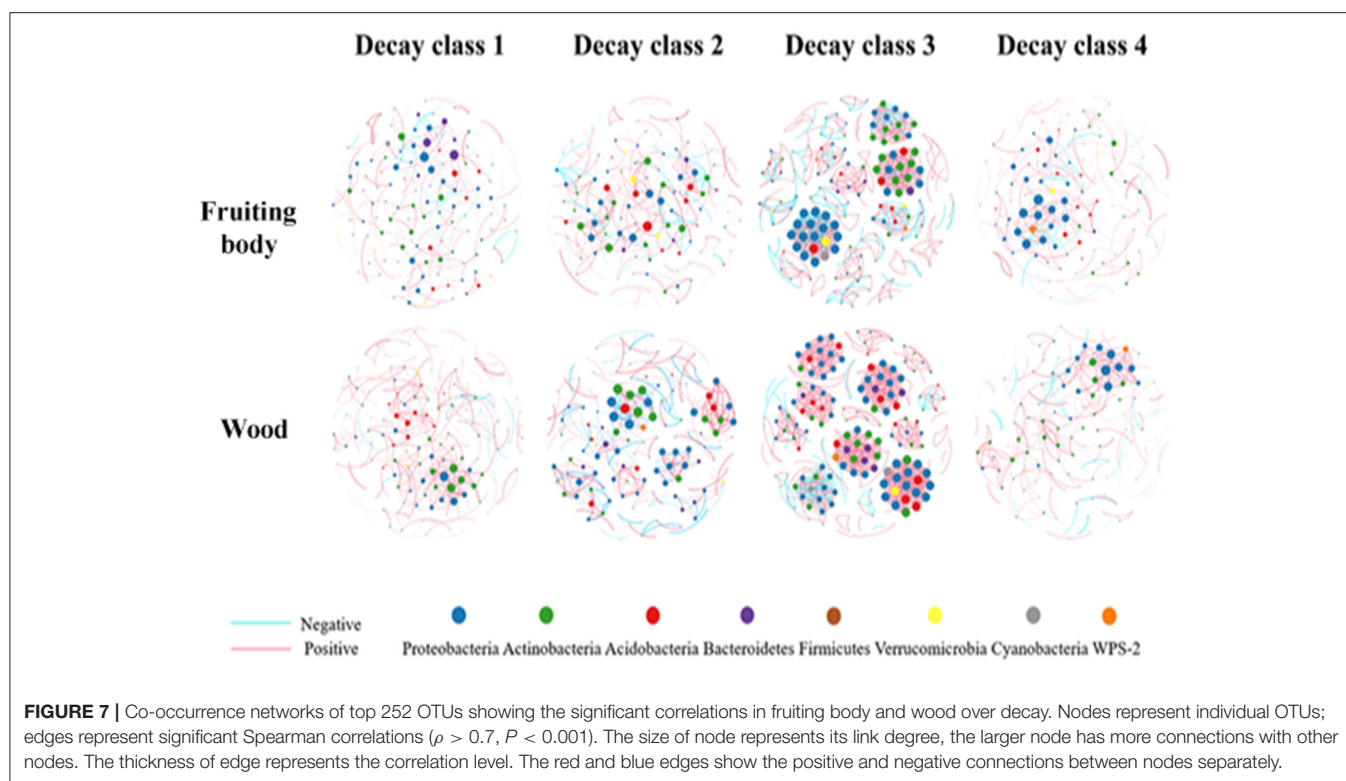 Decay class 1 Decay class 2 Decay class 3 Decay class 4
Fruiting
body
Wood
Negative
Positive
Proteobacteria Actinobacteria Acidobacteria Bacteroidetes Firmicutes Verrucomicrobia Cyanobacteria WPS-2
FIGURE 7 | Co-occurrence networks of top 252 OTUs showing the significant correlations in fruiting body and wood over decay. Nodes represent individual OTUs;
edges represent significant Spearman correlations (ρ > 0.7, P < 0.001). The size of node represents its link degree, the larger node has more connections with other
nodes. The thickness of edge represents the correlation level. The red and blue edges show the positive and negative connections between nodes separately.